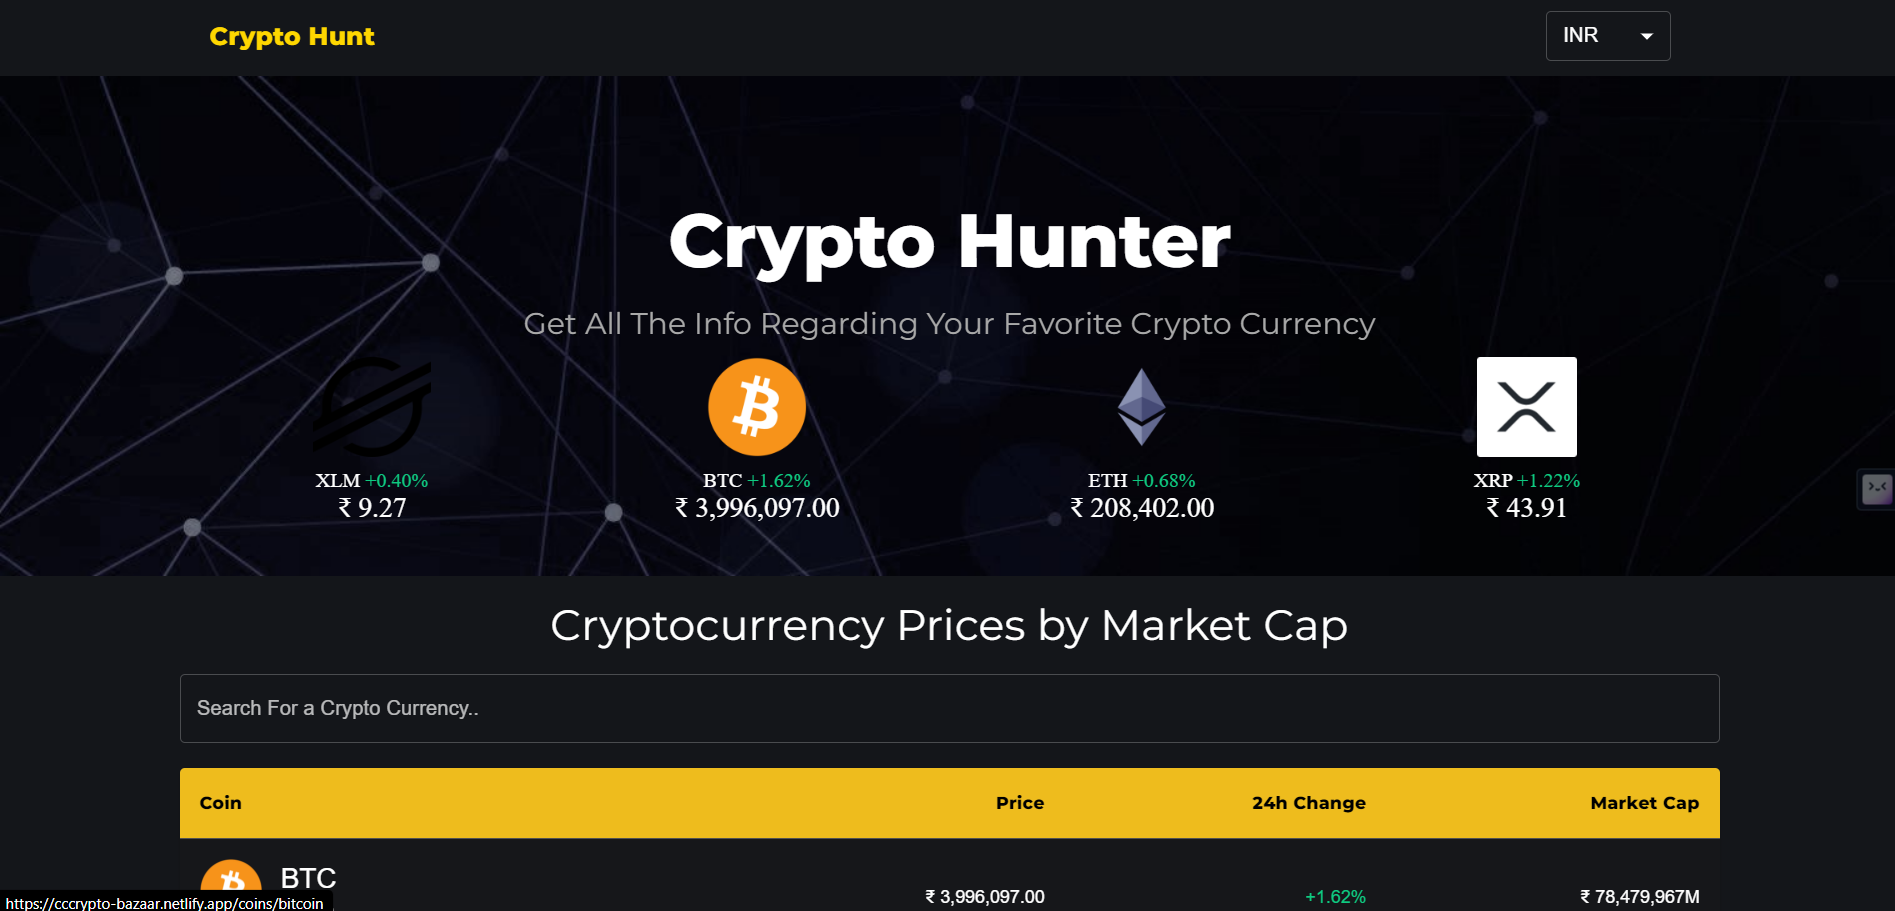 Crypto Hunt
INR
Crypto Hunter
Get All The Info Regarding Your Favorite Crypto Currency
XLM +0.40%
₹ 9.27
BTC +1.62%
₹ 3,996,097.00
ETH +0.68%
₹ 208,402.00
XRP +1.22%
₹ 43.91
Cryptocurrency Prices by Market Cap
Search For a Crypto Currency..
Coin Price 24h Change Market Cap
BTC
₹ 3,996,097.00 +1.62% ₹ 78,479,967M
https://cccrypto-bazaar.netlify.app/coins/bitcoin